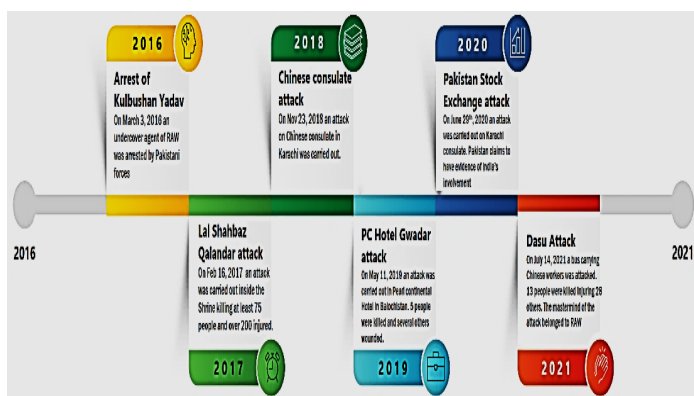 2016
Arrest of
Kulbushan Yadav
On March 3, 2016 an
undercover agent of RAW
was arrested by Pakistani
forces
2018
Chinese consulate
attack
On Nov 23, 2018 an attack
on Chinese consulate in
Karachi was carried out.
2020
Pakistan Stock
Exchange attack
On June 29th, 2020 an attack
was carried out on Karachi
consulate. Pakistan claims to
have evidence of India's
involvement
2016
2021
Lal Shahbaz
Qalandar attack
On Feb 16, 2017 an attack
was carried out inside the
Shrine killing at least 75
people and over 200 injured.
2017
PC Hotel Gwadar
attack
On May 11, 2019 an attack was
carried out in Pearl continental
Hotel in Balochistan. 5 people
were killed and several others
wounded.
2019
Dasu Attack
On July 14, 2021 a bus carrying
Chinese workers was attacked.
13 people were killed injuring 26
others. The mastermind of the
attack belonged to RAW
2021